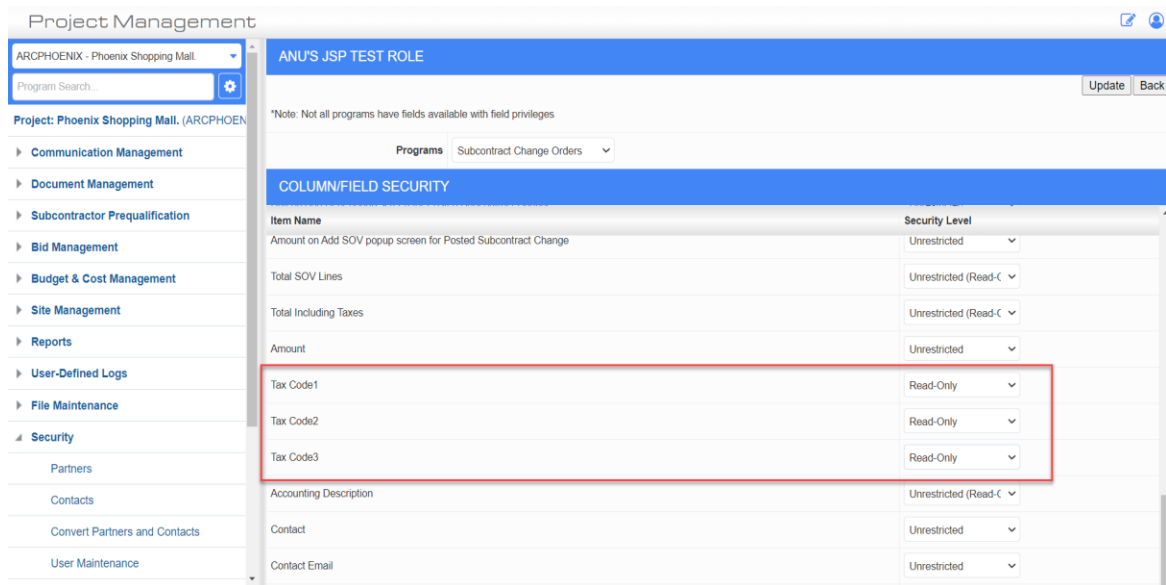 Project Management
ARCPHOENIX - Phoenix Shopping Mall.
Program Search...
Project: Phoenix Shopping Mall. (ARCPHOEN
Communication Management
Document Management
Subcontractor Prequalification
Bid Management
Budget & Cost Management
Site Management
Reports
User-Defined Logs
File Maintenance
Security
Partners
Contacts
Convert Partners and Contacts
User Maintenance
ANU'S JSP TEST ROLE
Update Back
*Note: Not all programs have fields available with field privileges
Programs Subcontract Change Orders
COLUMN/FIELD SECURITY
Item Name Security Level
Amount on Add SOV popup screen for Posted Subcontract Change Unrestricted
Total SOV Lines Unrestricted (Read-(
Total Including Taxes Unrestricted (Read-(
Amount Unrestricted
Tax Code1 Read-Only
Tax Code2 Read-Only
Tax Code3 Read-Only
Accounting Description Unrestricted (Read-(
Contact Unrestricted
Contact Email Unrestricted